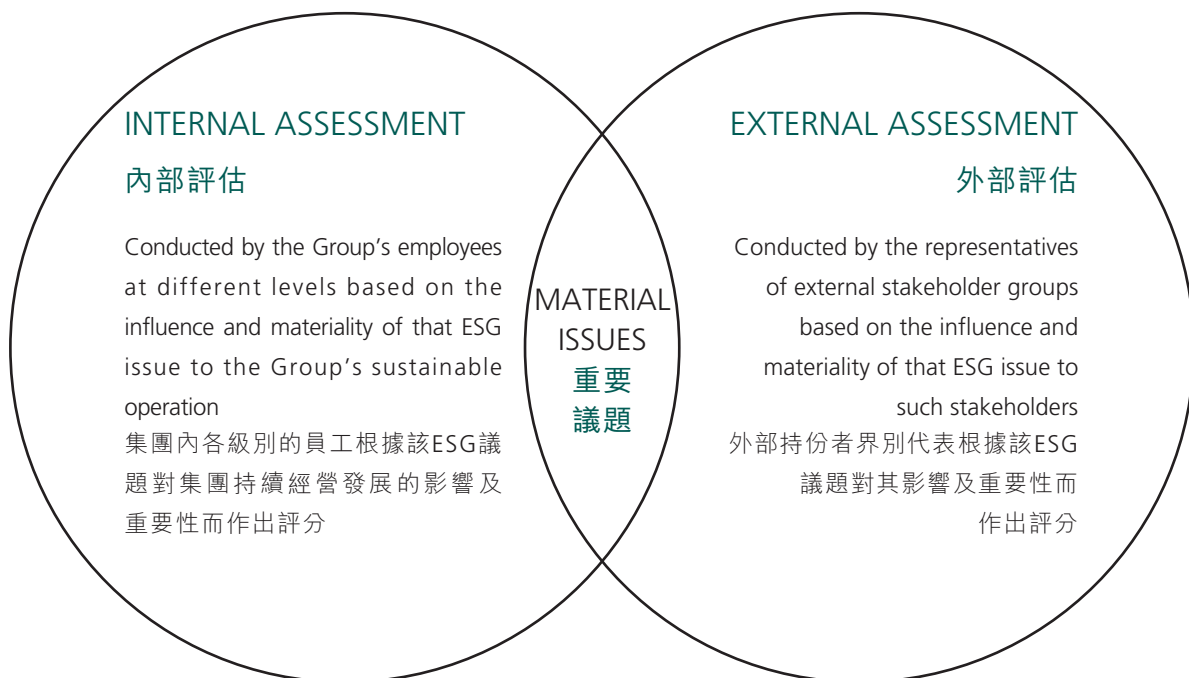 INTERNAL ASSESSMENT
內部評估
Conducted by the Group's employees
at different levels based on the
influence and materiality of that ESG
issue to the Group's sustainable
operation
集團內各級別的員工根據該ESG議
題對集團持續經營發展的影響及
重要性而作出評分
MATERIAL
ISSUES
重要
議題
EXTERNAL ASSESSMENT
外部評估
Conducted by the representatives
of external stakeholder groups
based on the influence and
materiality of that ESG issue to
such stakeholders
外部持份者界別代表根據該ESG
議題對其影響及重要性而
作出評分